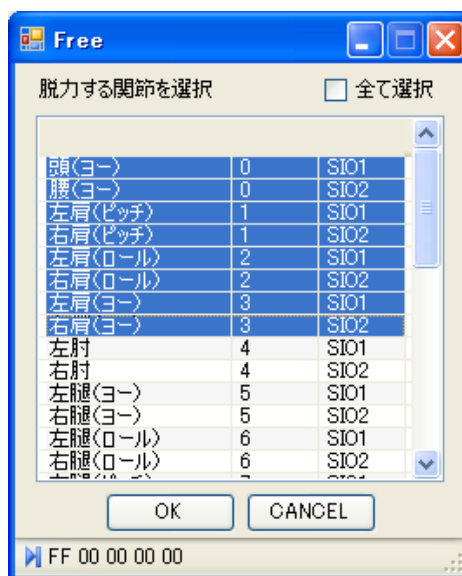 Free
脱力する関節を選択 全て選択
頭(ヨー) 0 SIO1
腰(ヨー) 0 SIO2
左肩(ピッチ) 1 SIO1
右肩(ピッチ) 1 SIO2
左肩(ロール) 2 SIO1
右肩(ロール) 2 SIO2
左肩(ヨー) 3 SIO1
右肩(ヨー) 3 SIO2
左肘 4 SIO1
右肘 4 SIO2
左腿(ヨー) 5 SIO1
右腿(ヨー) 5 SIO2
左腿(ロール) 6 SIO1
右腿(ロール) 6 SIO2
OK CANCEL
FF 00 00 00 00